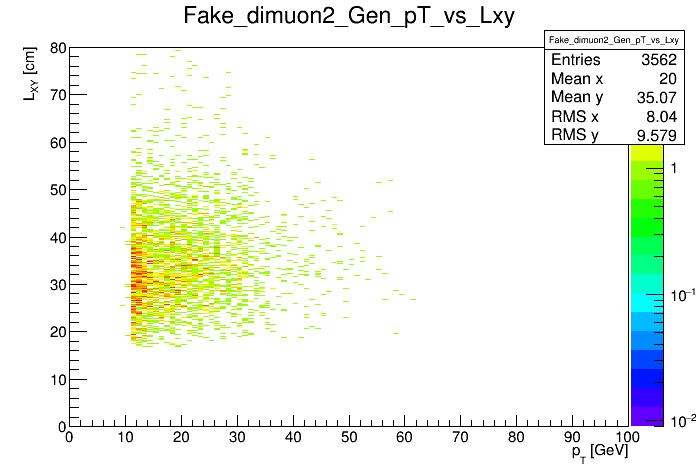 Fake_dimuon2_Gen_pT_vs_Lxy
Fake_dimuon2_Gen_pT_vs_Lxy
Entries 3562
Mean x 20
Mean y 35.07
RMS x 8.04
RMS y 9.579
L_XY [cm]
80
70
60
50
40
30
20
10
0
0 10 20 30 40 50 60 70 80 90 100
p_T [GeV]
1
10⁻¹
10⁻²